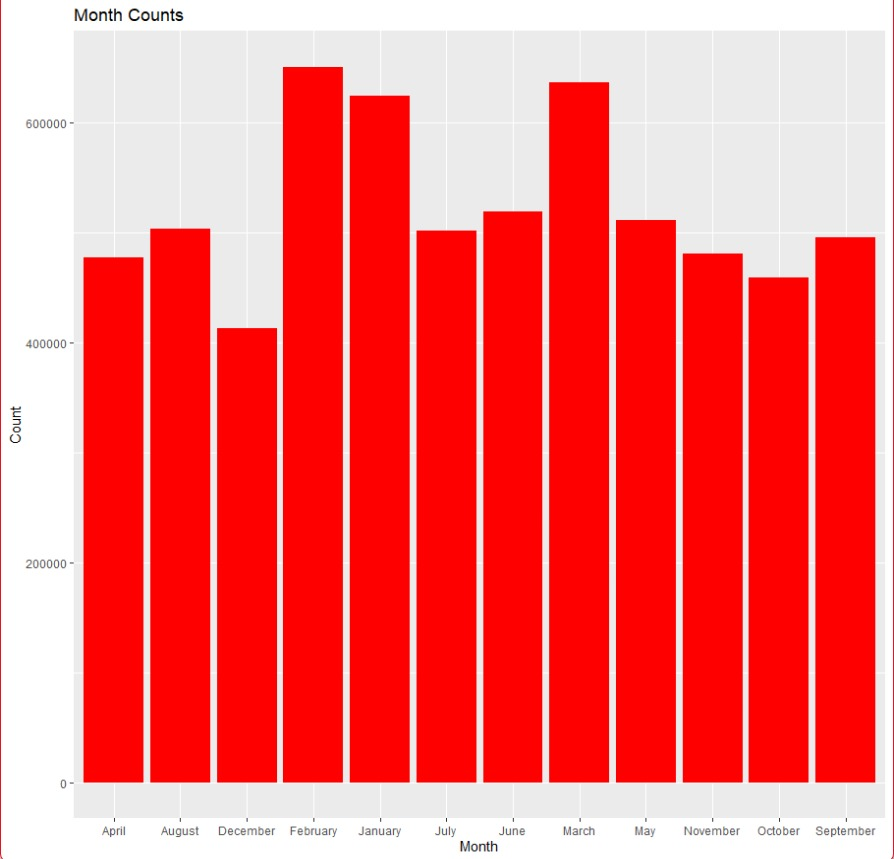 Month Counts
600000
400000
200000
0
Count
April August December February January July June March May November October September
Month